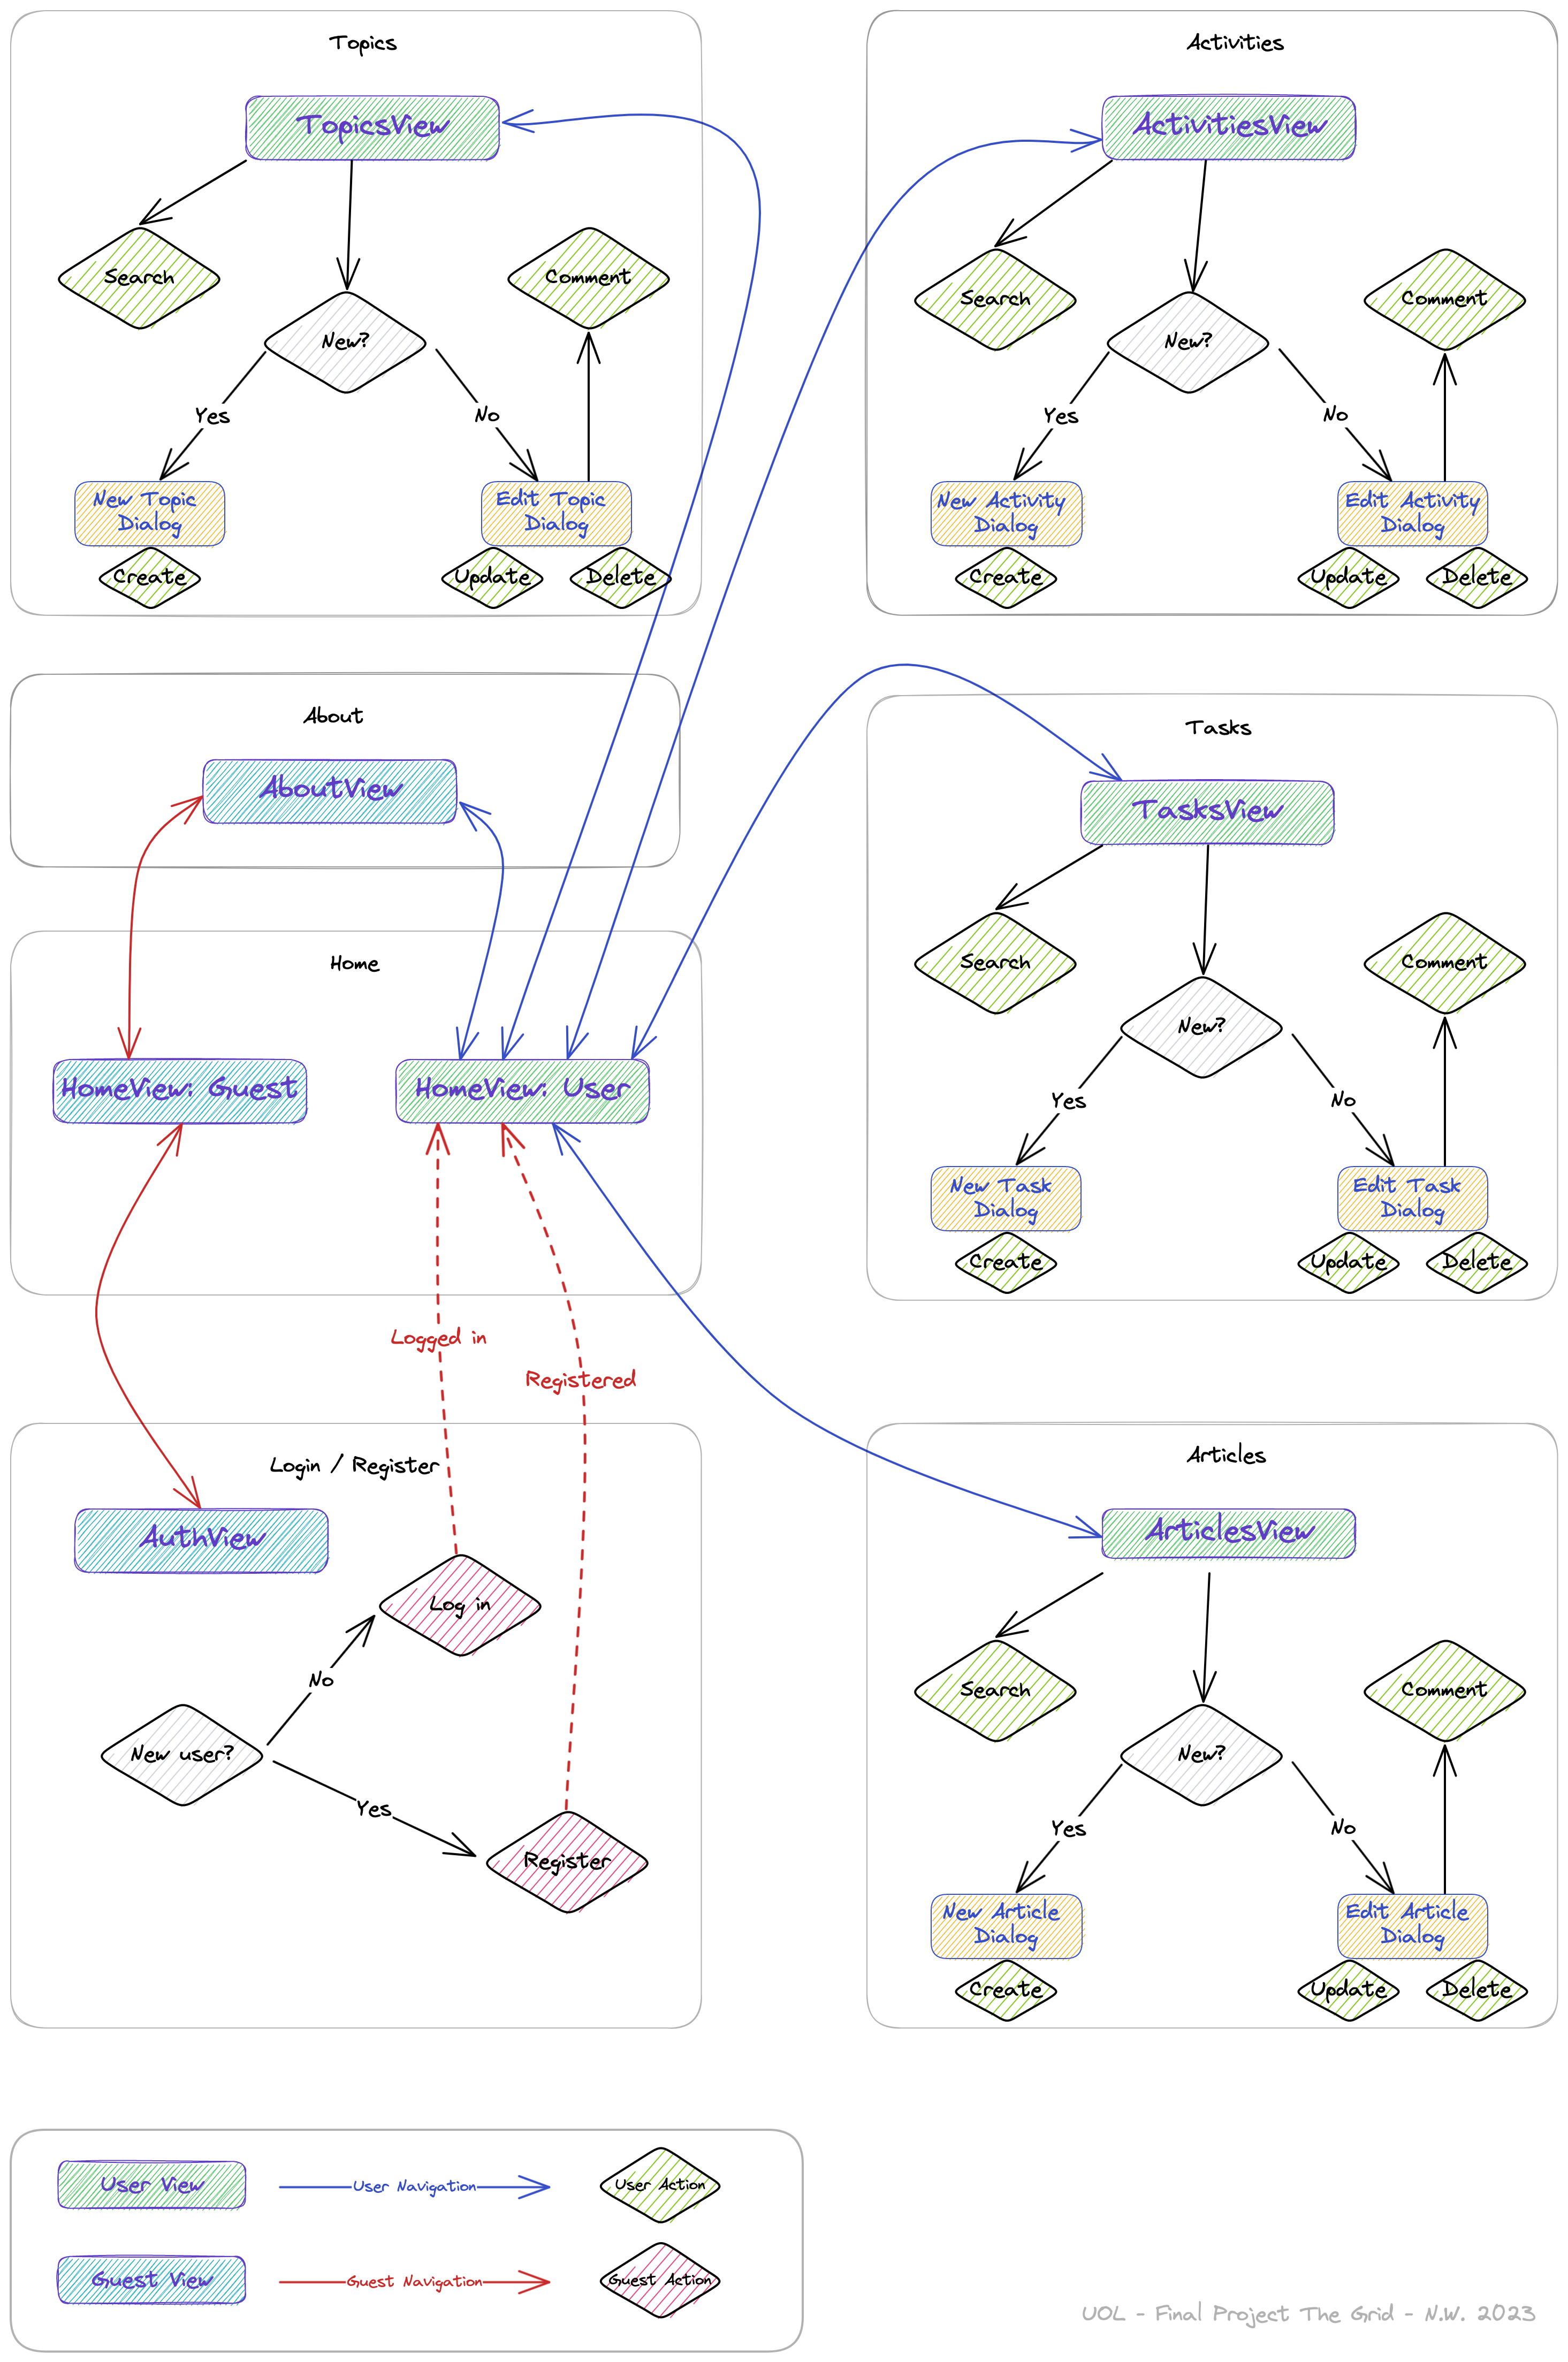 Topics
TopicsView
Search
Comment
New?
Yes
No
New Topic
Dialog
Edit Topic
Dialog
Create
Update
Delete
Activities
ActivitiesView
Search
Comment
New?
Yes
No
New Activity
Dialog
Edit Activity
Dialog
Create
Update
Delete
About
AboutView
Tasks
TasksView
Search
Comment
New?
Yes
No
New Task
Dialog
Edit Task
Dialog
Create
Update
Delete
Home
HomeView: Guest
HomeView: User
Logged in
Registered
Login / Register
AuthView
Log in
No
New user?
Yes
Register
Articles
ArticlesView
Search
Comment
New?
Yes
No
New Article
Dialog
Edit Article
Dialog
Create
Update
Delete
User View
User Navigation
User Action
Guest View
Guest Navigation
Guest Action
UOL - Final Project The Grid - N.W. 2023